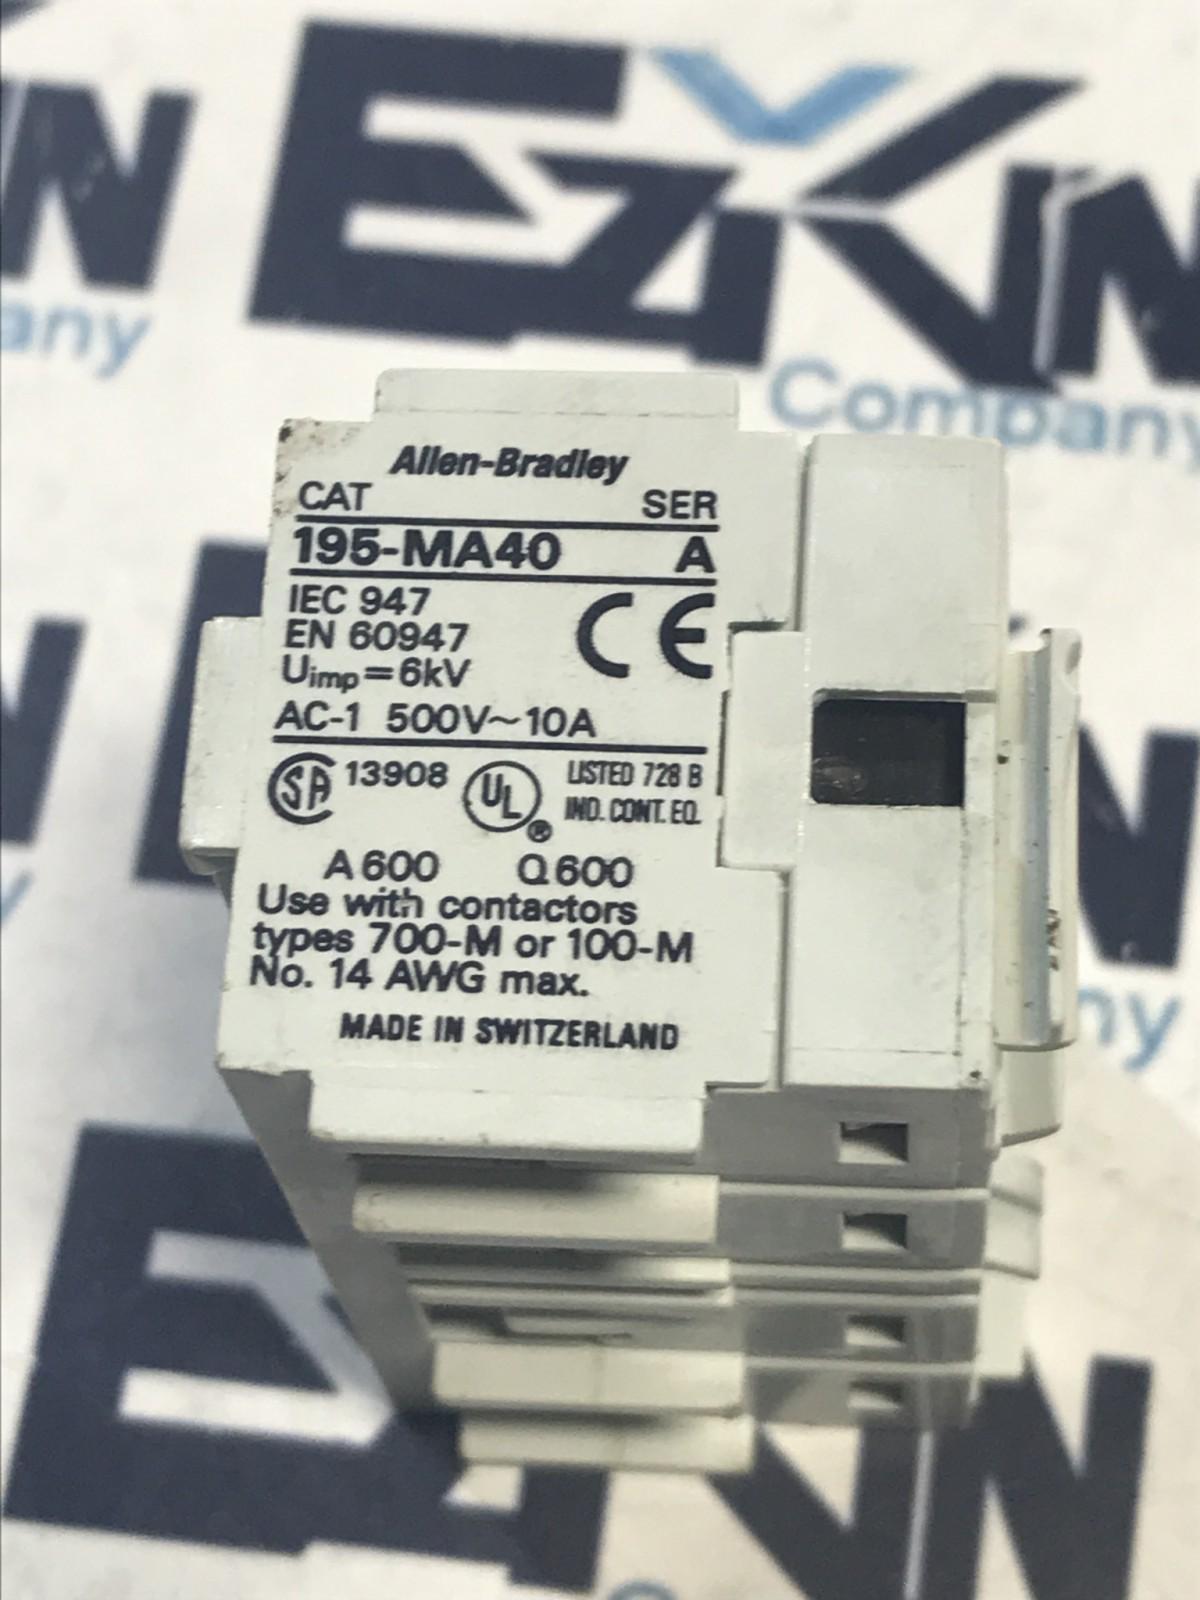 EZKIN
Company
Allen-Bradley
CAT SER
195-MA40 A
IEC 947
EN 60947
Uimp=6kV
CE
AC-1 500V~10A
SA 13908 UL ® LISTED 728 B
IND. CONT. EQ.
A600 Q600
Use with contactors
types 700-M or 100-M
No. 14 AWG max.
MADE IN SWITZERLAND